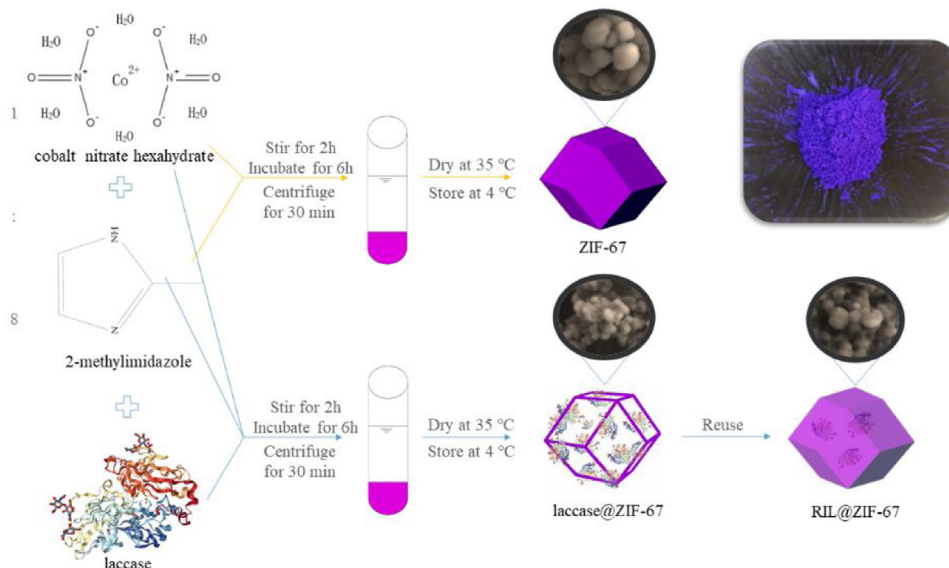 H₂O
O⁻ O⁻
H₂O H₂O
O N⁺ Co²⁺ N⁺ O
1
H₂O O⁻ O⁻ H₂O
H₂O
cobalt nitrate hexahydrate
:
NH
N
8
2-methylimidazole
laccase
Stir for 2h
Incubate for 6h
Centrifuge
for 30 min
Dry at 35 °C
Store at 4 °C
ZIF-67
Stir for 2h
Incubate for 6h
Centrifuge
for 30 min
Dry at 35 °C
Store at 4 °C
laccase@ZIF-67
Reuse
RIL@ZIF-67